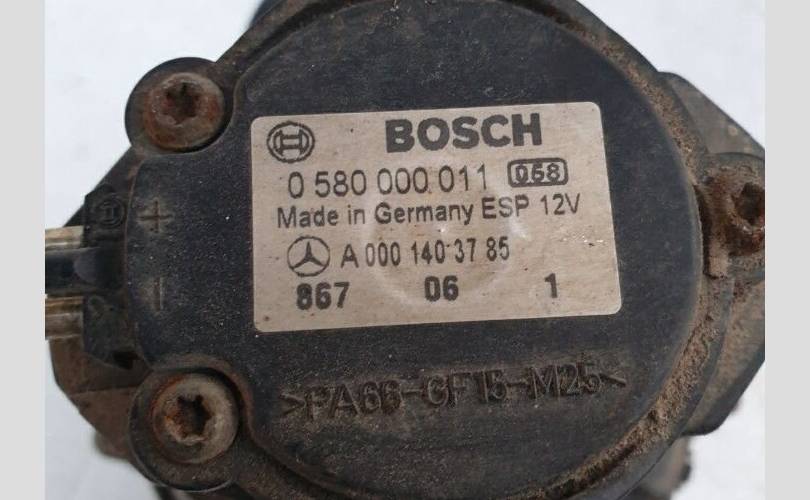 BOSCH
0 580 000 011 068
Made in Germany ESP 12V
A 000 140 37 85
867 06 1
+
−
>PA66-GF15-M25<